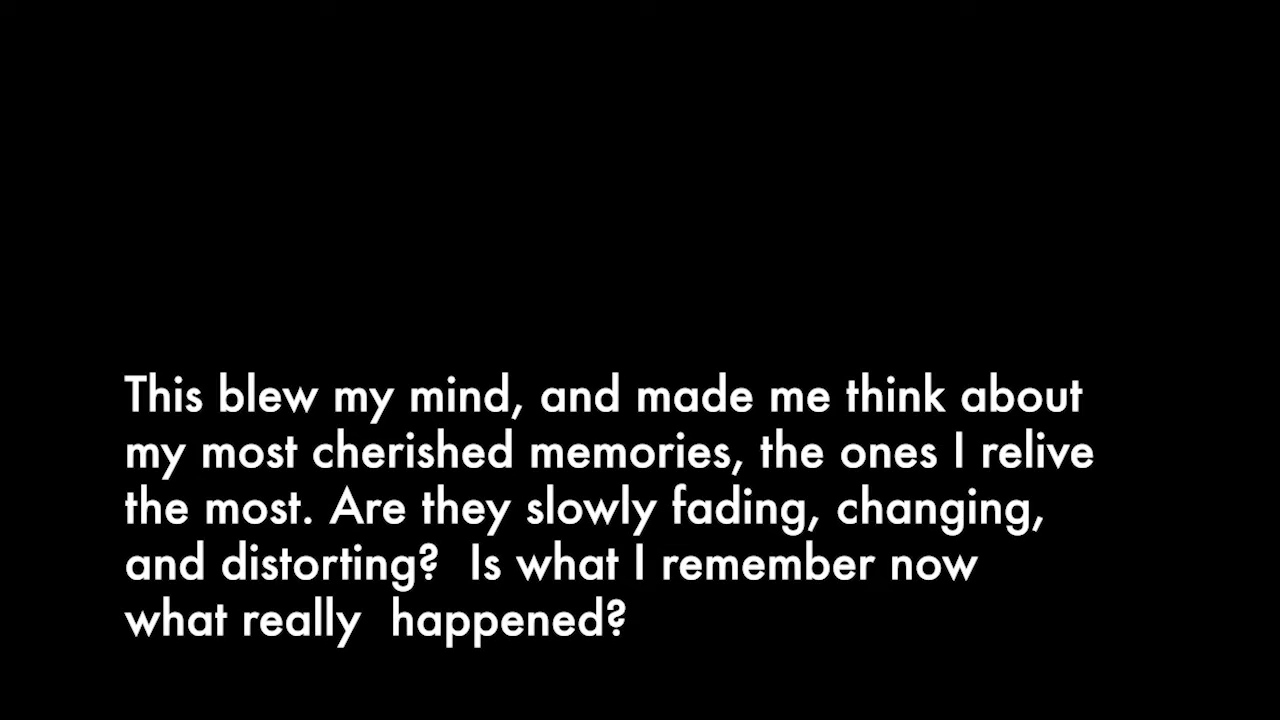 This blew my mind, and made me think about
my most cherished memories, the ones I relive
the most. Are they slowly fading, changing,
and distorting?  Is what I remember now
what really  happened?